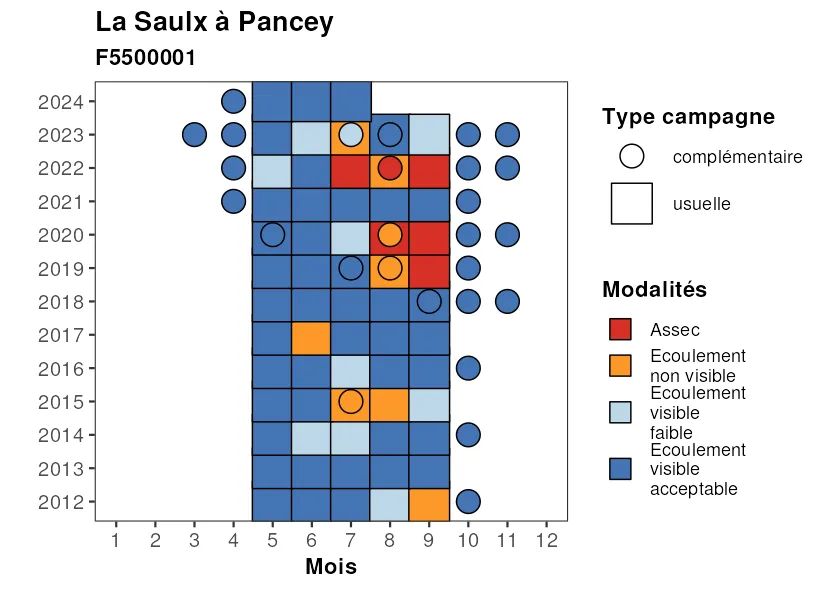 La Saulx à Pancey
F5500001
2024
2023
2022
2021
2020
2019
2018
2017
2016
2015
2014
2013
2012
1 2 3 4 5 6 7 8 9 10 11 12
Mois
Type campagne
complémentaire
usuelle
Modalités
Assec
Ecoulement
non visible
Ecoulement
visible
faible
Ecoulement
visible
acceptable